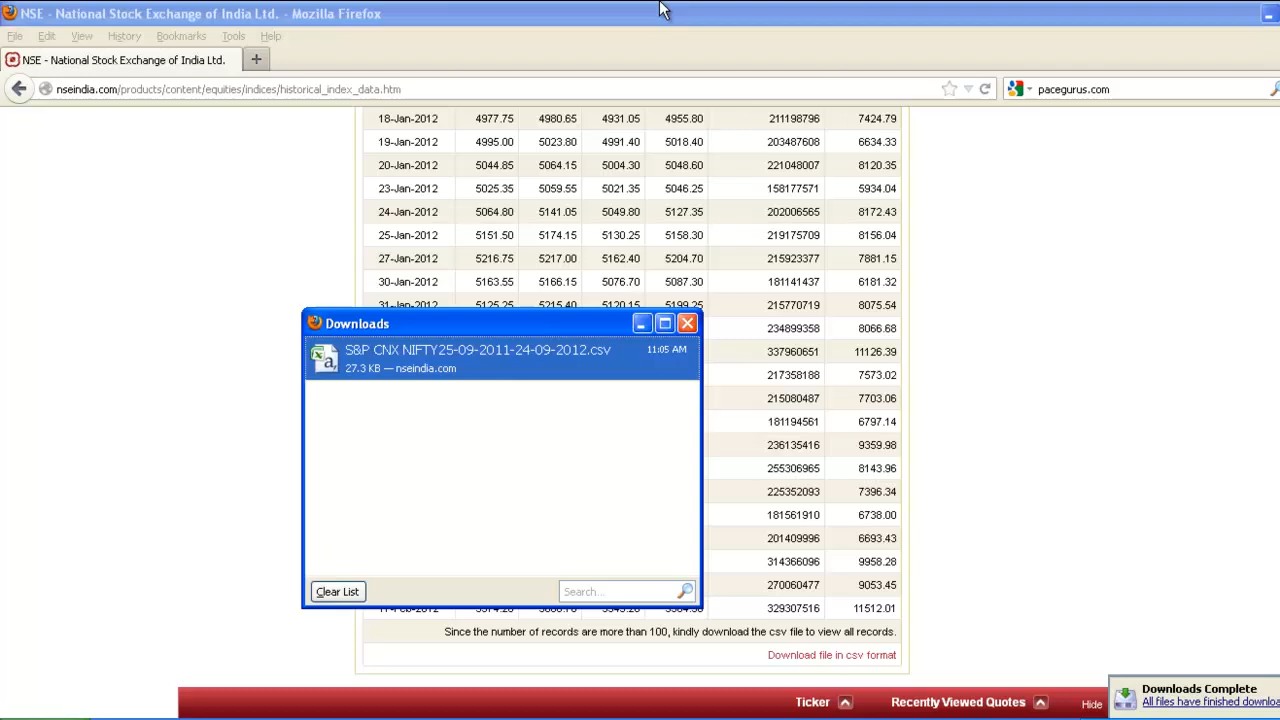 NSE - National Stock Exchange of India Ltd. - Mozilla Firefox
File Edit View History Bookmarks Tools Help
NSE - National Stock Exchange of India Ltd. +
nseindia.com/products/content/equities/indices/historical_index_data.htm pacegurus.com
18-Jan-2012 4977.75 4980.65 4931.05 4955.80 211198796 7424.79
19-Jan-2012 4995.00 5023.80 4991.40 5018.40 203487608 6634.33
20-Jan-2012 5044.85 5064.15 5004.30 5048.60 221048007 8120.35
23-Jan-2012 5025.35 5059.55 5021.35 5046.25 158177571 5934.04
24-Jan-2012 5064.80 5141.05 5049.80 5127.35 202006565 8172.43
25-Jan-2012 5151.50 5174.15 5130.25 5158.30 219175709 8156.04
27-Jan-2012 5216.75 5217.00 5162.40 5204.70 215923377 7881.15
30-Jan-2012 5163.55 5166.15 5076.70 5087.30 181141437 6181.32
31-Jan-2012 5125.25 5215.40 5120.15 5199.25 215770719 8075.54
234899358 8066.68
337960651 11126.39
217358188 7573.02
215080487 7703.06
181194561 6797.14
236135416 9359.98
255306965 8143.96
225352093 7396.34
181561910 6738.00
201409996 6693.43
314366096 9958.28
270060477 9053.45
329307516 11512.01
Downloads
S&P CNX NIFTY25-09-2011-24-09-2012.csv 11:05 AM
27.3 KB — nseindia.com
Clear List Search...
Since the number of records are more than 100, kindly download the csv file to view all records.
Download file in csv format
Ticker Recently Viewed Quotes Hide
Downloads Complete
All files have finished